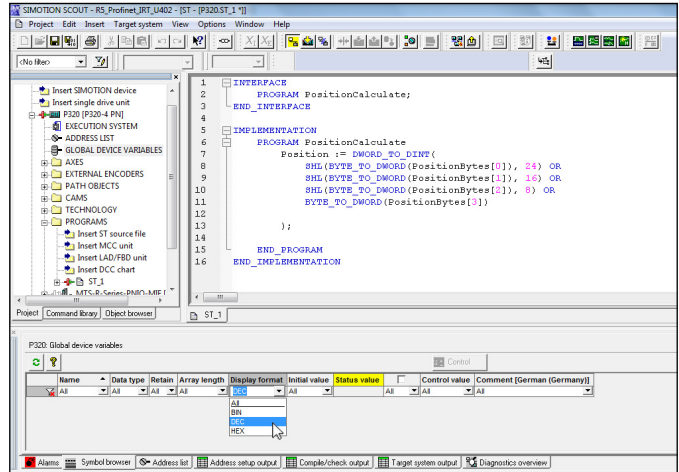 SIMOTION SCOUT - R5_Profinet_IRT_U402 - [ST - [P320.ST_1 *]]
Project Edit Insert Target system View Options Window Help
<No filter>
Insert SIMOTION device
Insert single drive unit
P320 [P320-4 PN]
EXECUTION SYSTEM
ADDRESS LIST
GLOBAL DEVICE VARIABLES
AXES
EXTERNAL ENCODERS
PATH OBJECTS
CAMS
TECHNOLOGY
PROGRAMS
Insert ST source file
Insert MCC unit
Insert LAD/FBD unit
Insert DCC chart
ST_1
MTS-R-Series-PNIO-MIF [
Project Command library Object browser
1 INTERFACE
2 PROGRAM PositionCalculate;
3 END_INTERFACE
4
5 IMPLEMENTATION
6 PROGRAM PositionCalculate
7 Position := DWORD_TO_DINT(
8 SHL(BYTE_TO_DWORD(PositionBytes[0]), 24) OR
9 SHL(BYTE_TO_DWORD(PositionBytes[1]), 16) OR
10 SHL(BYTE_TO_DWORD(PositionBytes[2]), 8) OR
11 BYTE_TO_DWORD(PositionBytes[3])
12
13 );
14
15 END_PROGRAM
16 END_IMPLEMENTATION
ST_1
P320: Global device variables
Control
Name Data type Retain Array length Display format Initial value Status value Control value Comment [German (Germany)]
All All All All DEC All All All All
All
BIN
DEC
HEX
Alarms Symbol browser Address list Address setup output Compile/check output Target system output Diagnostics overview